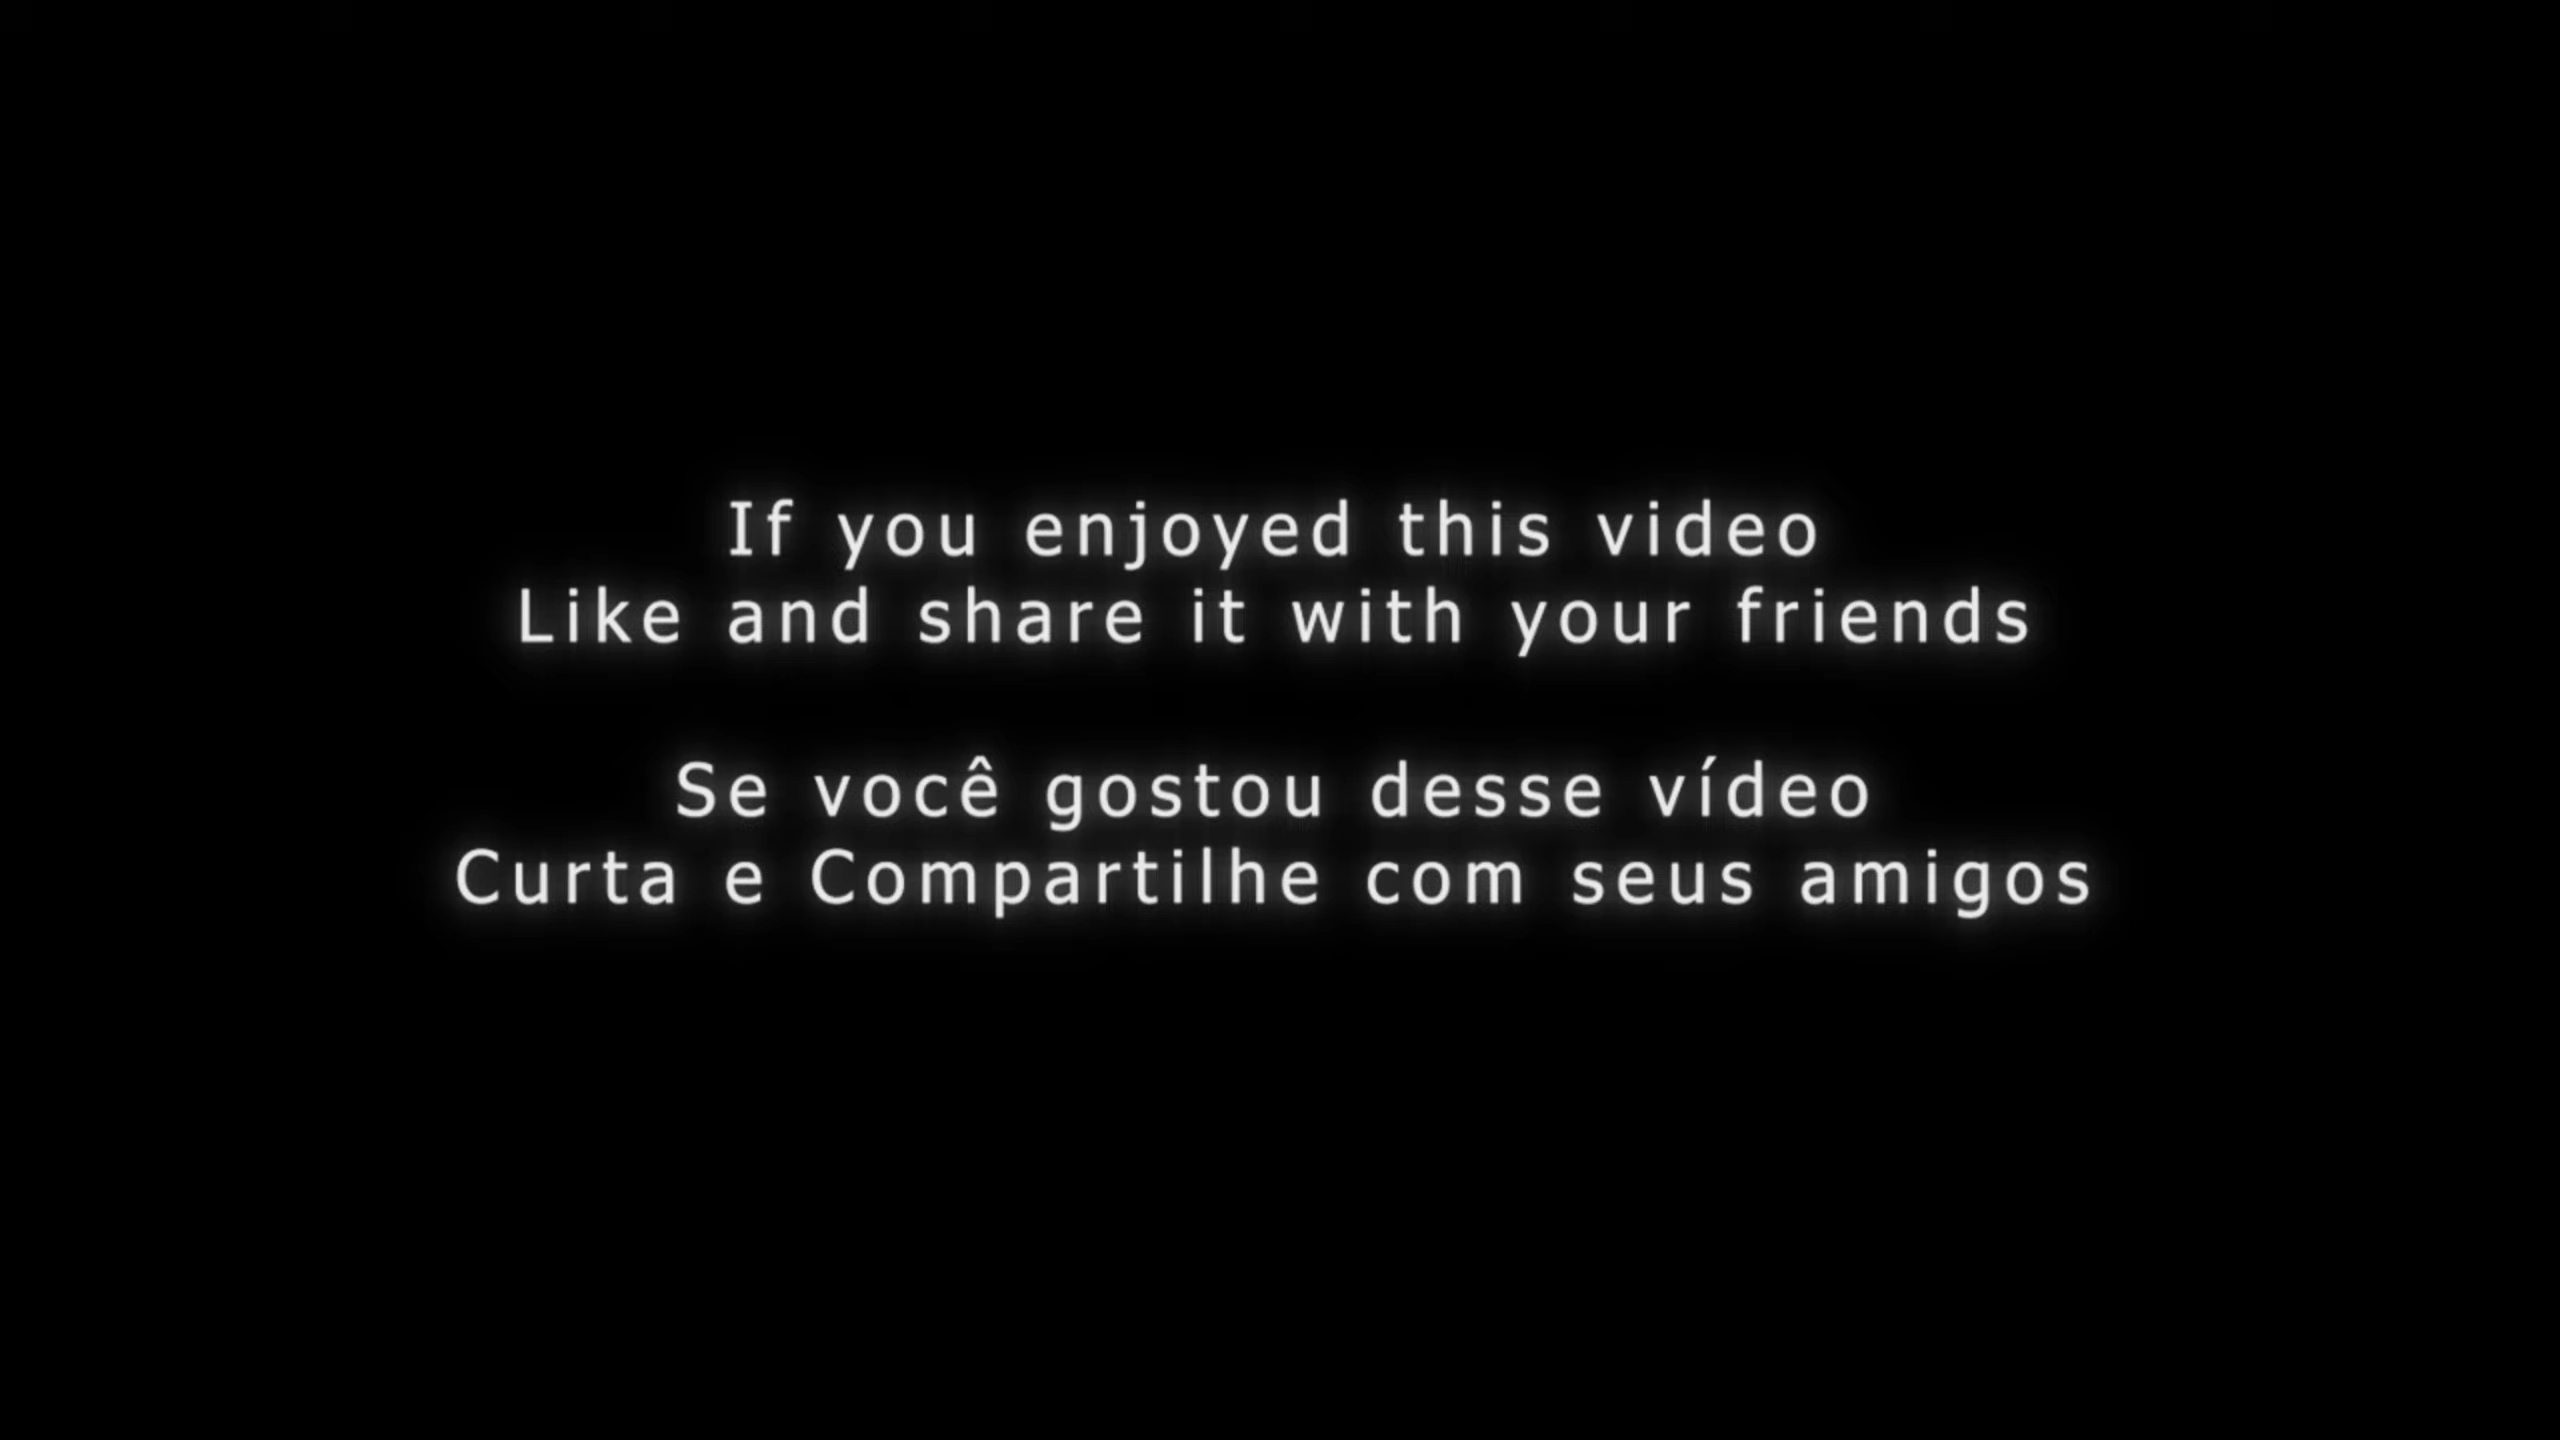 If you enjoyed this video
Like and share it with your friends
Se você gostou desse vídeo
Curta e Compartilhe com seus amigos